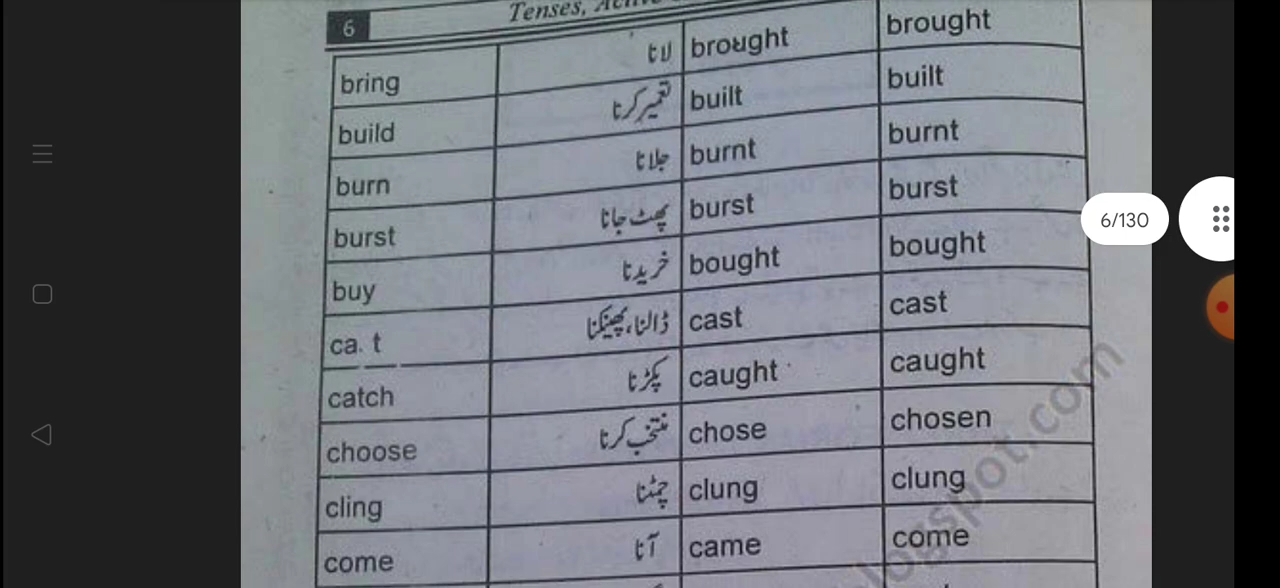 6
Tenses,
bring لانا brought brought
build تعمیر کرنا built built
burn جلانا burnt burnt
burst پھٹ جانا burst burst
buy خریدنا bought bought
ca. t ڈالنا، پھینکنا cast cast
catch پکڑنا caught caught
choose منتخب کرنا chose chosen
cling چمٹنا clung clung
come آنا came come
6/130
logspot.com